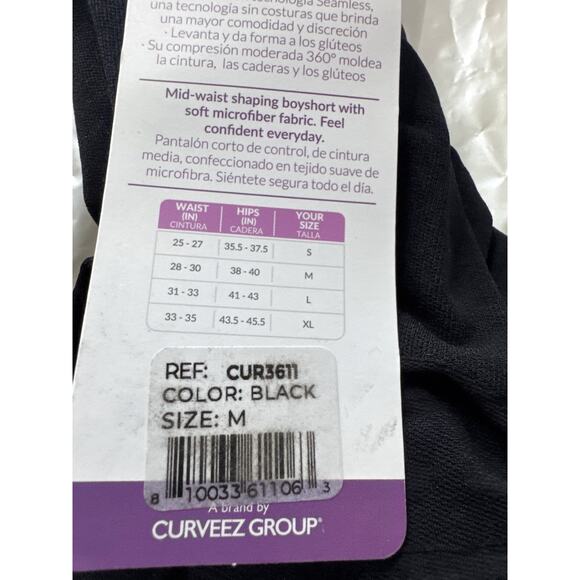 tecnología Seamless,
una tecnología sin costuras que brinda
una mayor comodidad y discreción
· Levanta y da forma a los glúteos
· Su compresión moderada 360º moldea
la cintura, las caderas y los glúteos
Mid-waist shaping boyshort with
soft microfiber fabric. Feel
confident everyday.
Pantalón corto de control, de cintura
media, confeccionado en tejido suave de
microfibra. Siéntete segura todo el día.
WAIST (IN) CINTURA HIPS (IN) CADERA YOUR SIZE TALLA
25 - 27 35.5 - 37.5 S
28 - 30 38 - 40 M
31 - 33 41 - 43 L
33 - 35 43.5 - 45.5 XL
REF: CUR3611
COLOR: BLACK
SIZE: M
8 10033 61106 3
A brand by
CURVEEZ GROUP®